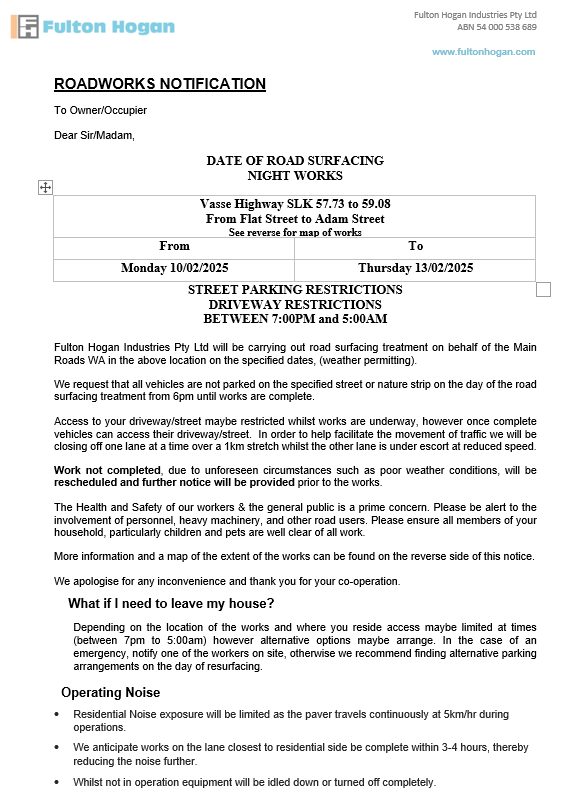 Fulton Hogan
Fulton Hogan Industries Pty Ltd
ABN 54 000 538 689
www.fultonhogan.com
ROADWORKS NOTIFICATION
To Owner/Occupier
Dear Sir/Madam,
DATE OF ROAD SURFACING
NIGHT WORKS
Vasse Highway SLK 57.73 to 59.08
From Flat Street to Adam Street
See reverse for map of works
From To
Monday 10/02/2025 Thursday 13/02/2025
STREET PARKING RESTRICTIONS
DRIVEWAY RESTRICTIONS
BETWEEN 7:00PM and 5:00AM
Fulton Hogan Industries Pty Ltd will be carrying out road surfacing treatment on behalf of the Main
Roads WA in the above location on the specified dates, (weather permitting).
We request that all vehicles are not parked on the specified street or nature strip on the day of the road
surfacing treatment from 6pm until works are complete.
Access to your driveway/street maybe restricted whilst works are underway, however once complete
vehicles can access their driveway/street. In order to help facilitate the movement of traffic we will be
closing off one lane at a time over a 1km stretch whilst the other lane is under escort at reduced speed.
Work not completed, due to unforeseen circumstances such as poor weather conditions, will be
rescheduled and further notice will be provided prior to the works.
The Health and Safety of our workers & the general public is a prime concern. Please be alert to the
involvement of personnel, heavy machinery, and other road users. Please ensure all members of your
household, particularly children and pets are well clear of all work.
More information and a map of the extent of the works can be found on the reverse side of this notice.
We apologise for any inconvenience and thank you for your co-operation.
What if I need to leave my house?
Depending on the location of the works and where you reside access maybe limited at times
(between 7pm to 5:00am) however alternative options maybe arrange. In the case of an
emergency, notify one of the workers on site, otherwise we recommend finding alternative parking
arrangements on the day of resurfacing.
Operating Noise
• Residential Noise exposure will be limited as the paver travels continuously at 5km/hr during
operations.
• We anticipate works on the lane closest to residential side be complete within 3-4 hours, thereby
reducing the noise further.
• Whilst not in operation equipment will be idled down or turned off completely.